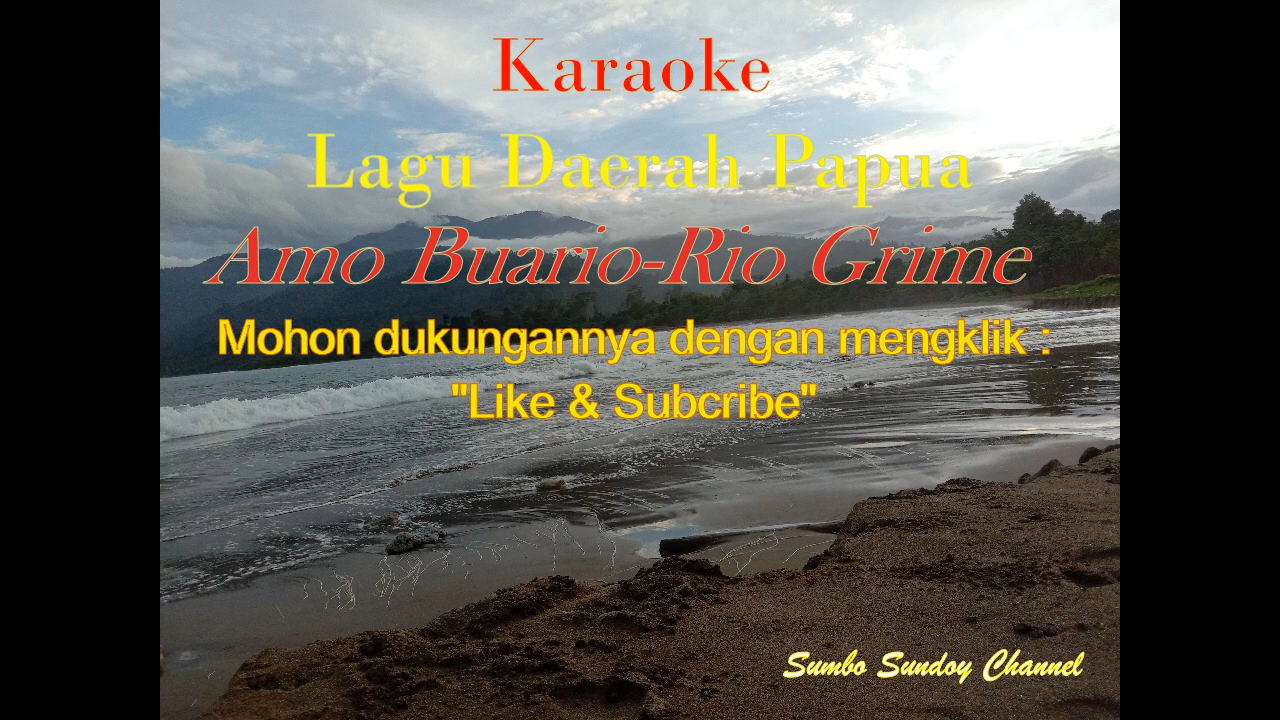 Karaoke
Lagu Daerah Papua
Amo Buario-Rio Grime
Mohon dukungannya dengan mengklik :
"Like & Subcribe"
Sumbo Sundoy Channel